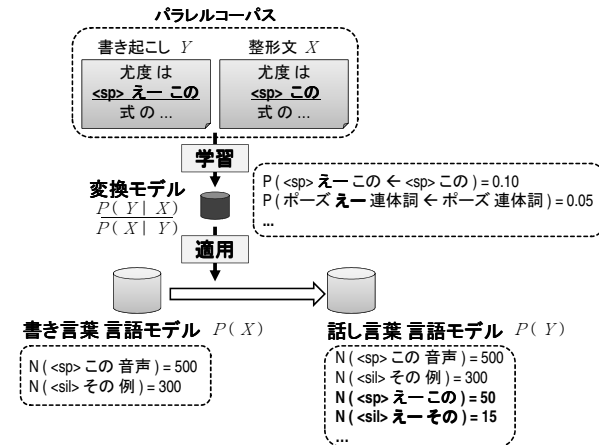 パラレルコーパス
書き起こし Y
尤度 は
<sp> えー この
式 の ...
整形文 X
尤度 は
<sp> この
式 の ...
学習
変換モデル
P( Y | X )
P( X | Y )
P ( <sp> えー この ← <sp> この ) = 0.10
P ( ポーズ えー 連体詞 ← ポーズ 連体詞 ) = 0.05
...
適用
書き言葉 言語モデル P( X )
N ( <sp> この 音声 ) = 500
N ( <sil> その 例 ) = 300
話し言葉 言語モデル P( Y )
N ( <sp> この 音声 ) = 500
N ( <sil> その 例 ) = 300
N ( <sp> えー この ) = 50
N ( <sil> えー その ) = 15
...